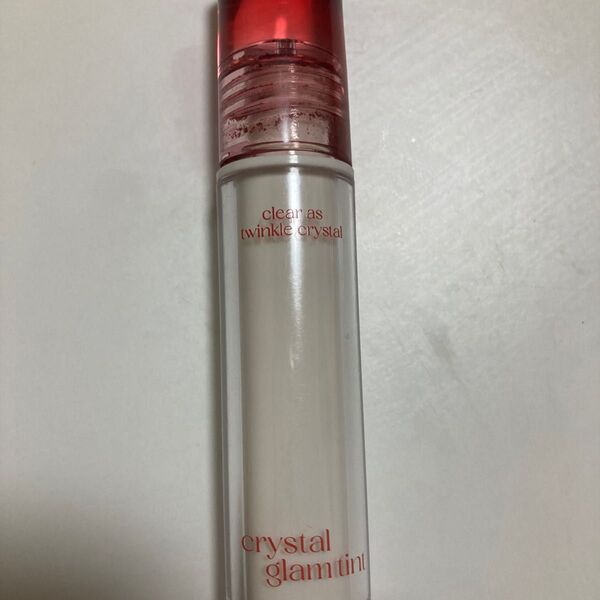 clear as
twinkle crystal
crystal
glam tint